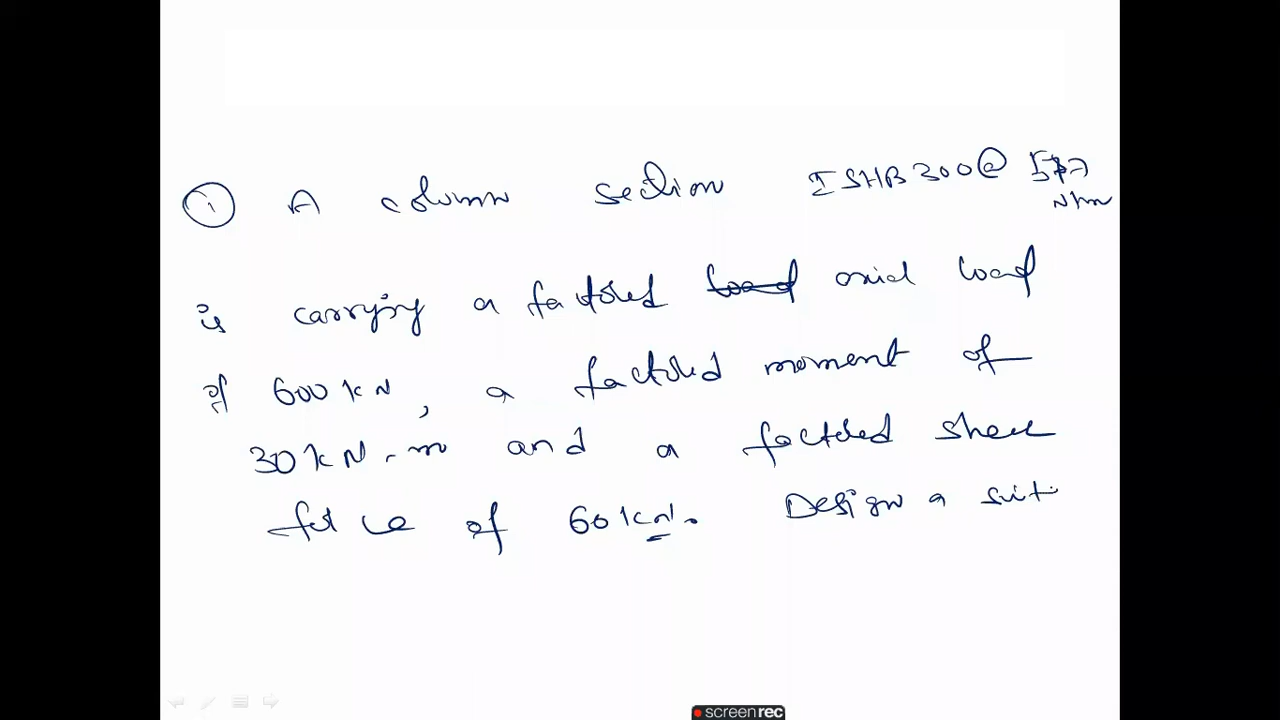 ① A column section ISHB 300 @ 577 N/m
is carrying a factored load axial load
of 600 kN, a factored moment of
30 kN-m and a factored shear
force of 60 kN. Design a suit
screenrec